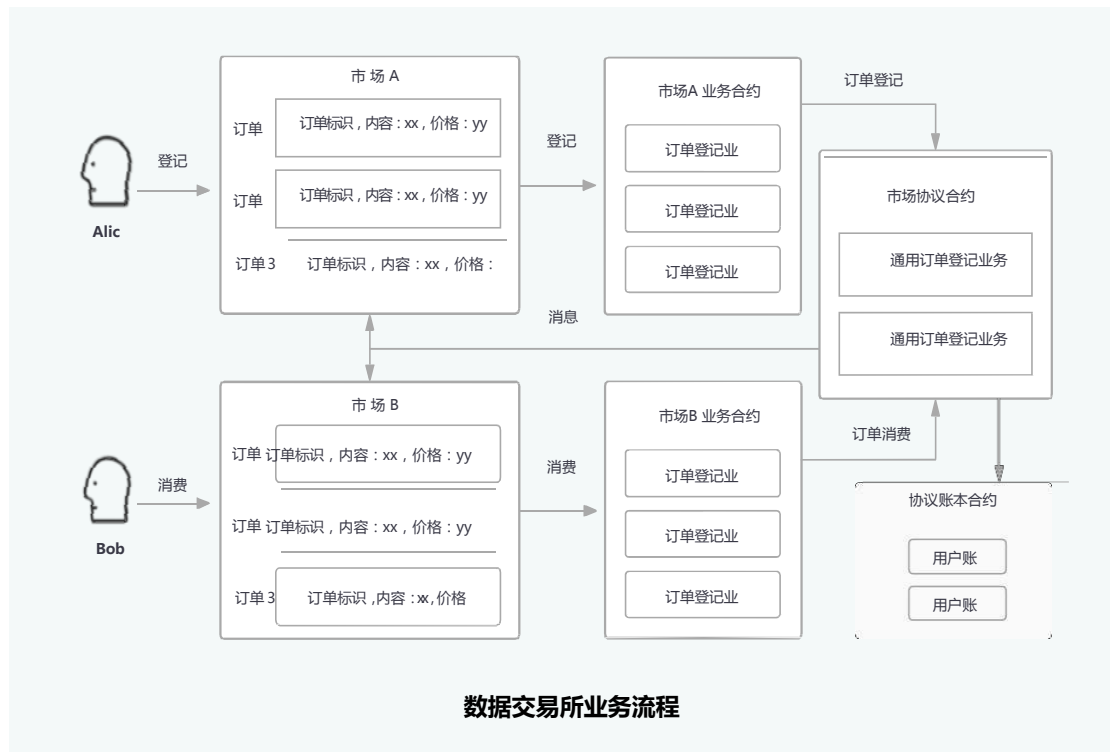 市 场 A
订单
订单标识 , 内容 : xx , 价格 : yy
订单
订单标识 , 内容 : xx , 价格 : yy
订单 3
订单标识 , 内容 : xx , 价格 :
登记
Alic
登记
市场A 业务合约
订单登记业
订单登记业
订单登记业
订单登记
市场协议合约
通用订单登记业务
通用订单登记业务
消息
市 场 B
订单
订单标识 , 内容 : xx , 价格 : yy
订单
订单标识 , 内容 : xx , 价格 : yy
订单 3
订单标识 ,内容 : xx ,价格
消费
Bob
消费
市场B 业务合约
订单登记业
订单登记业
订单登记业
订单消费
协议账本合约
用户账
用户账
数据交易所业务流程